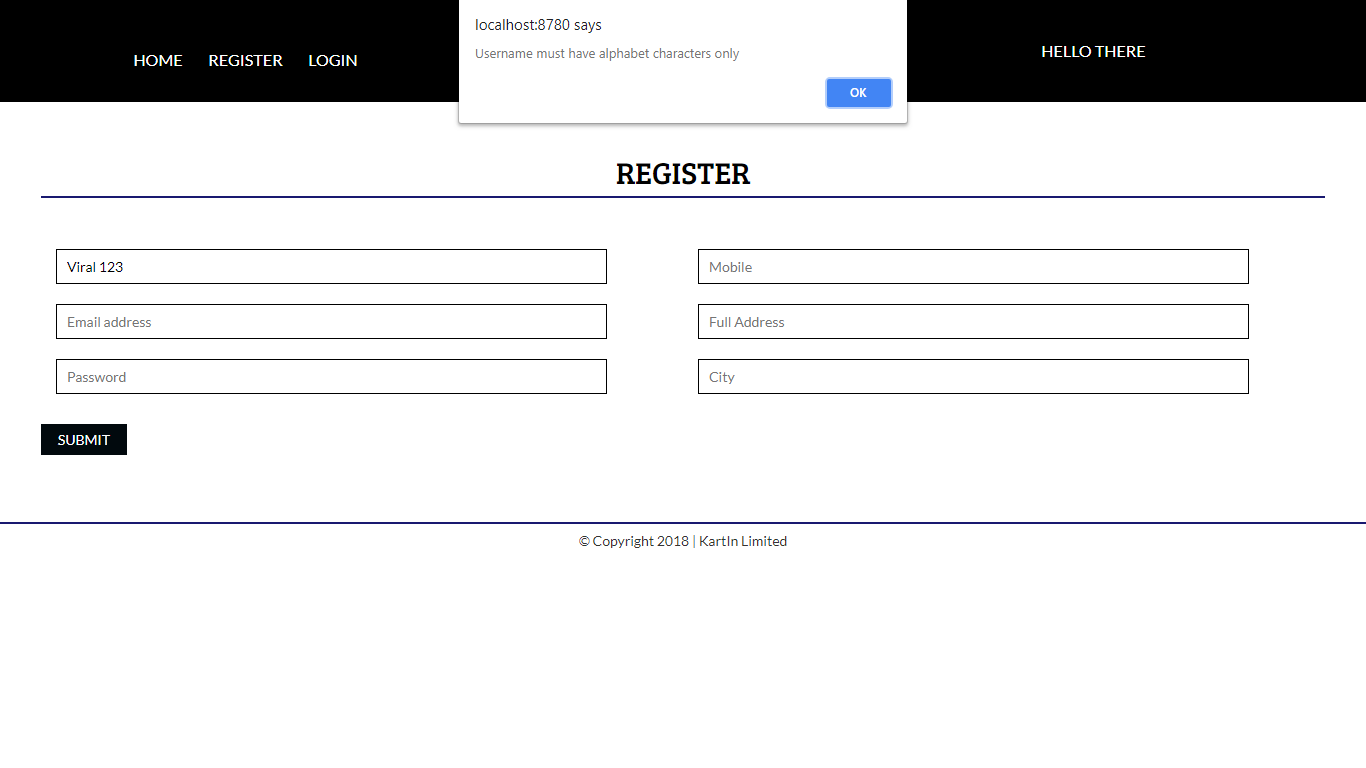 localhost:8780 says
Username must have alphabet characters only
OK
HOME REGISTER LOGIN
HELLO THERE
REGISTER
Viral 123
Mobile
Email address
Full Address
Password
City
SUBMIT
© Copyright 2018 | KartIn Limited